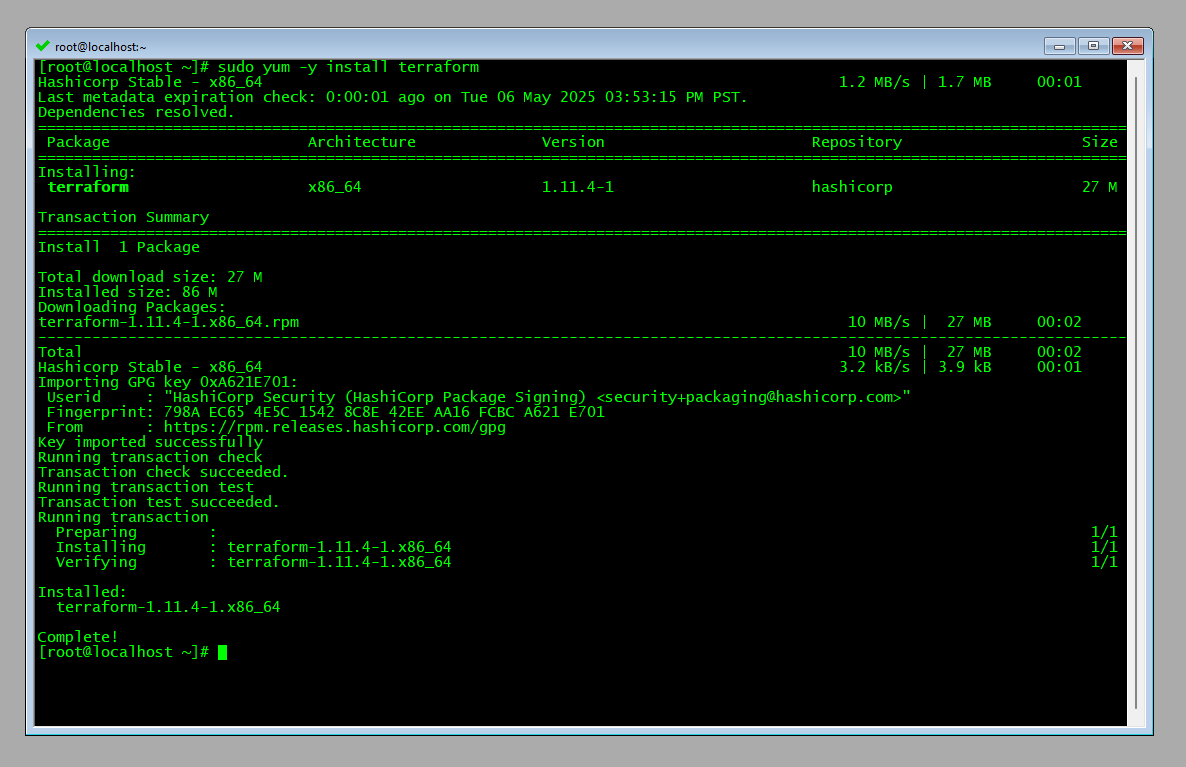 root@localhost:~
[root@localhost ~]# sudo yum -y install terraform
Hashicorp Stable - x86_64 1.2 MB/s | 1.7 MB 00:01
Last metadata expiration check: 0:00:01 ago on Tue 06 May 2025 03:53:15 PM PST.
Dependencies resolved.
================================================================================
Package Architecture Version Repository Size
================================================================================
Installing:
terraform x86_64 1.11.4-1 hashicorp 27 M
Transaction Summary
================================================================================
Install 1 Package
Total download size: 27 M
Installed size: 86 M
Downloading Packages:
terraform-1.11.4-1.x86_64.rpm 10 MB/s | 27 MB 00:02
--------------------------------------------------------------------------------
Total 10 MB/s | 27 MB 00:02
Hashicorp Stable - x86_64 3.2 kB/s | 3.9 kB 00:01
Importing GPG key 0xA621E701:
Userid : "HashiCorp Security (HashiCorp Package Signing) <security+packaging@hashicorp.com>"
Fingerprint: 798A EC65 4E5C 1542 8C8E 42EE AA16 FCBC A621 E701
From : https://rpm.releases.hashicorp.com/gpg
Key imported successfully
Running transaction check
Transaction check succeeded.
Running transaction test
Transaction test succeeded.
Running transaction
Preparing : 1/1
Installing : terraform-1.11.4-1.x86_64 1/1
Verifying : terraform-1.11.4-1.x86_64 1/1
Installed:
terraform-1.11.4-1.x86_64
Complete!
[root@localhost ~]#